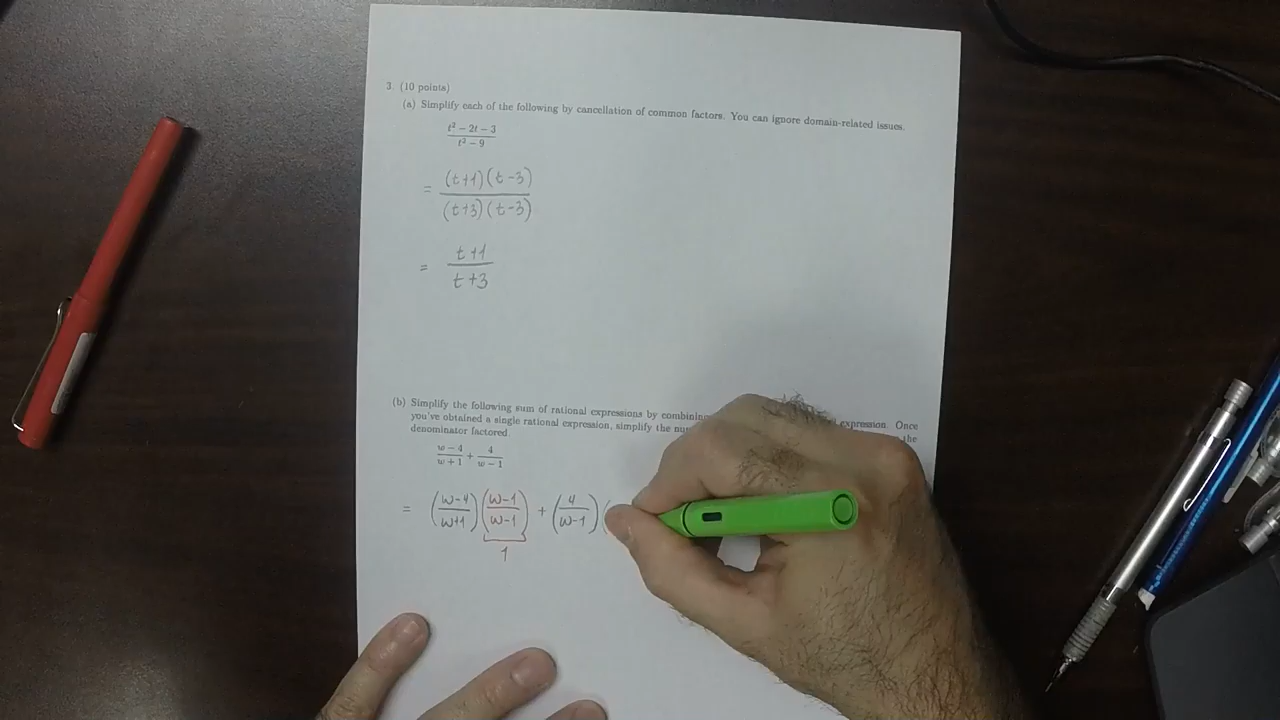 3. (10 points)
(a) Simplify each of the following by cancellation of common factors. You can ignore domain-related issues.
t² − 2t − 3
t² − 9
= (t+1)(t-3)
(t+3)(t-3)
= t+1
t+3
(b) Simplify the following sum of rational expressions by combining expression. Once
you've obtained a single rational expression, simplify the the
denominator factored.
w − 4 / w + 1 + 4 / w − 1
= (w-4 / w+1) (w-1 / w-1) + (4 / w-1) (
1